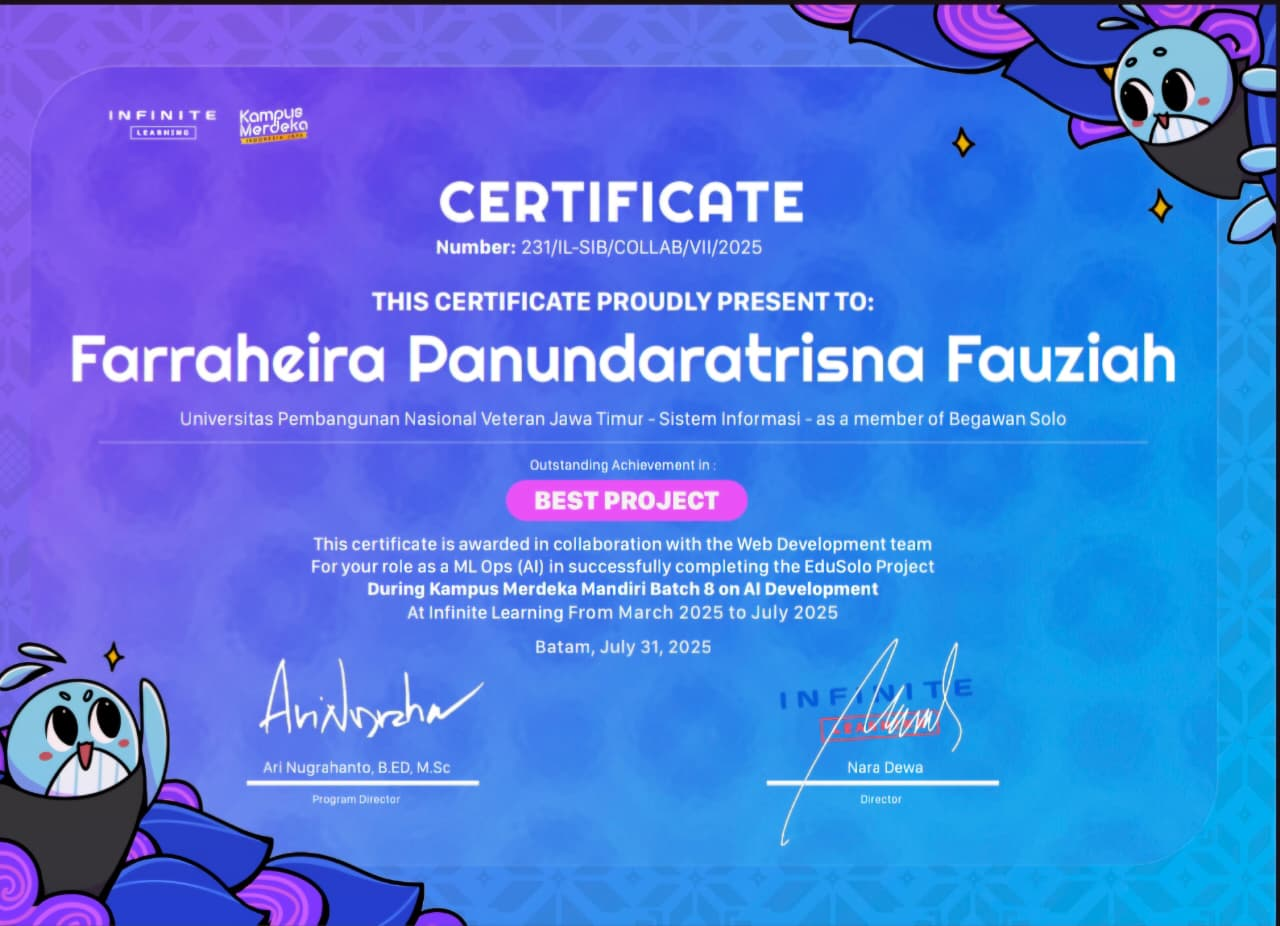 INFINITE
LEARNING
Kampus
Merdeka
INDONESIA JAYA
CERTIFICATE
Number: 231/IL-SIB/COLLAB/VII/2025
THIS CERTIFICATE PROUDLY PRESENT TO:
Farraheira Panundaratrisna Fauziah
Universitas Pembangunan Nasional Veteran Jawa Timur - Sistem Informasi - as a member of Begawan Solo
Outstanding Achievement in :
BEST PROJECT
This certificate is awarded in collaboration with the Web Development team
For your role as a ML Ops (AI) in successfully completing the EduSolo Project
During Kampus Merdeka Mandiri Batch 8 on AI Development
At Infinite Learning From March 2025 to July 2025
Batam, July 31, 2025
AriNugraha
INFINITE
LEARNING
Ari Nugrahanto, B.ED, M.Sc
Nara Dewa
Program Director
Director